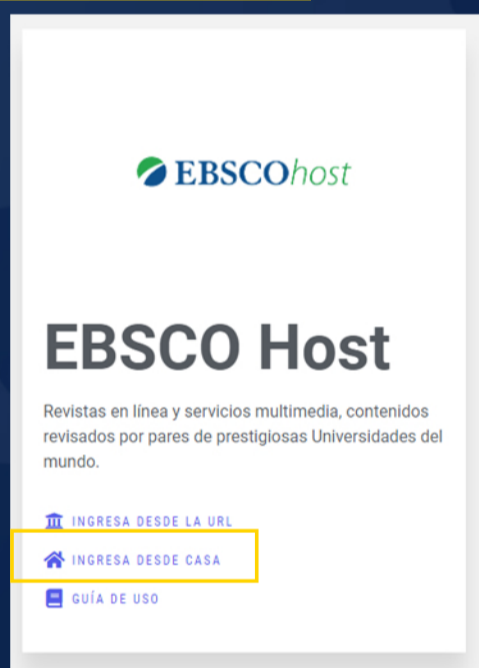 EBSCOhost
EBSCO Host
Revistas en línea y servicios multimedia, contenidos
revisados por pares de prestigiosas Universidades del
mundo.
INGRESA DESDE LA URL
INGRESA DESDE CASA
GUÍA DE USO